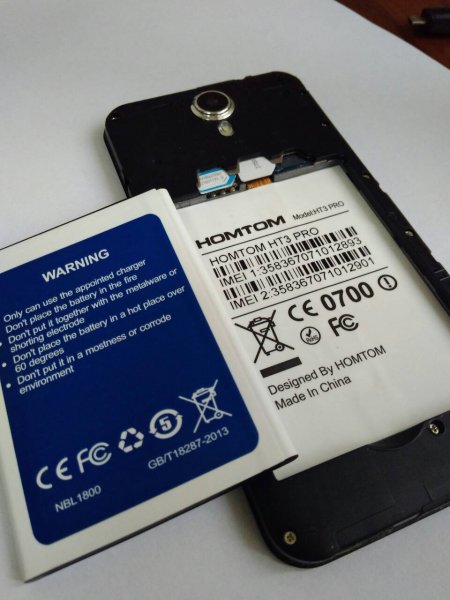 WARNING
Only can use the appointed charger
Don't place the battery in the fire
Don't put it together with the metalware or
shorting electrode
Don't place the battery in a hot place over
60 degrees
Don't put it in a mostness or corrode
environment
CE FC 5
GB/T18287-2013
NBL1800
HOMTOM Model:HT3 PRO
HOMTOM HT3 PRO
IMEI 1:358367071012893
IMEI 2:358367071012901
CE 0700
FC
Designed By HOMTOM
Made In China